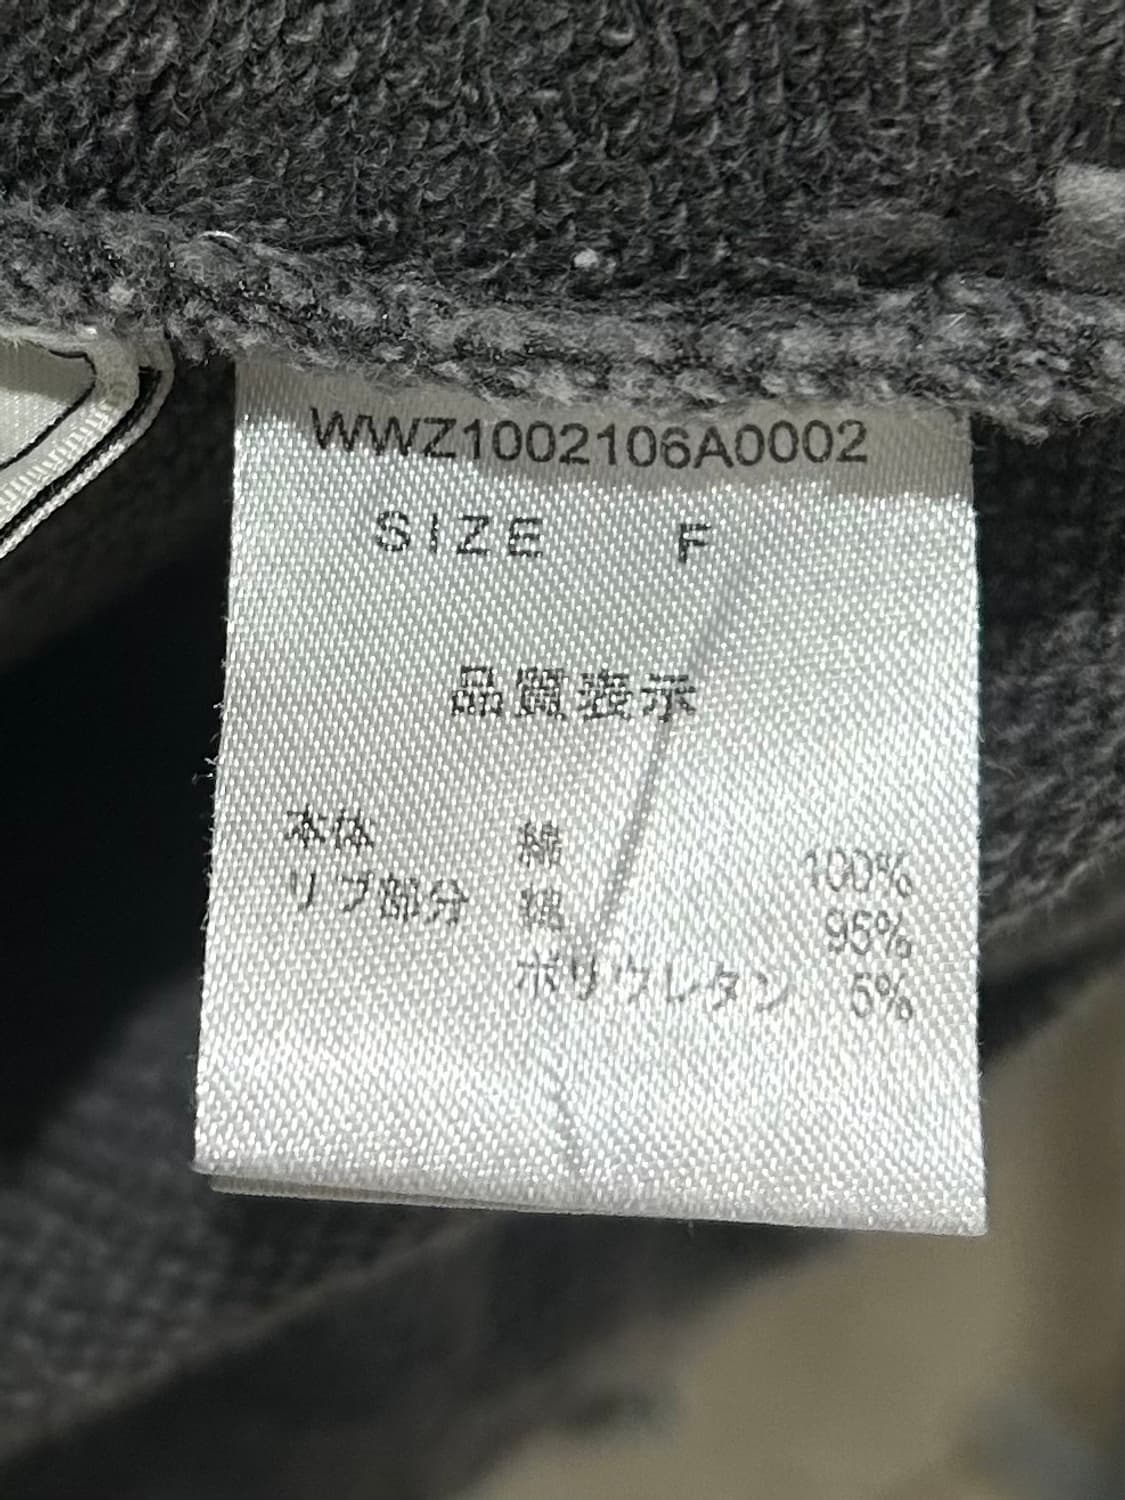 WWZ1002106A0002
SIZE F
品質表示
本体 綿 100%
リブ部分 綿 95%
ポリウレタン 5%